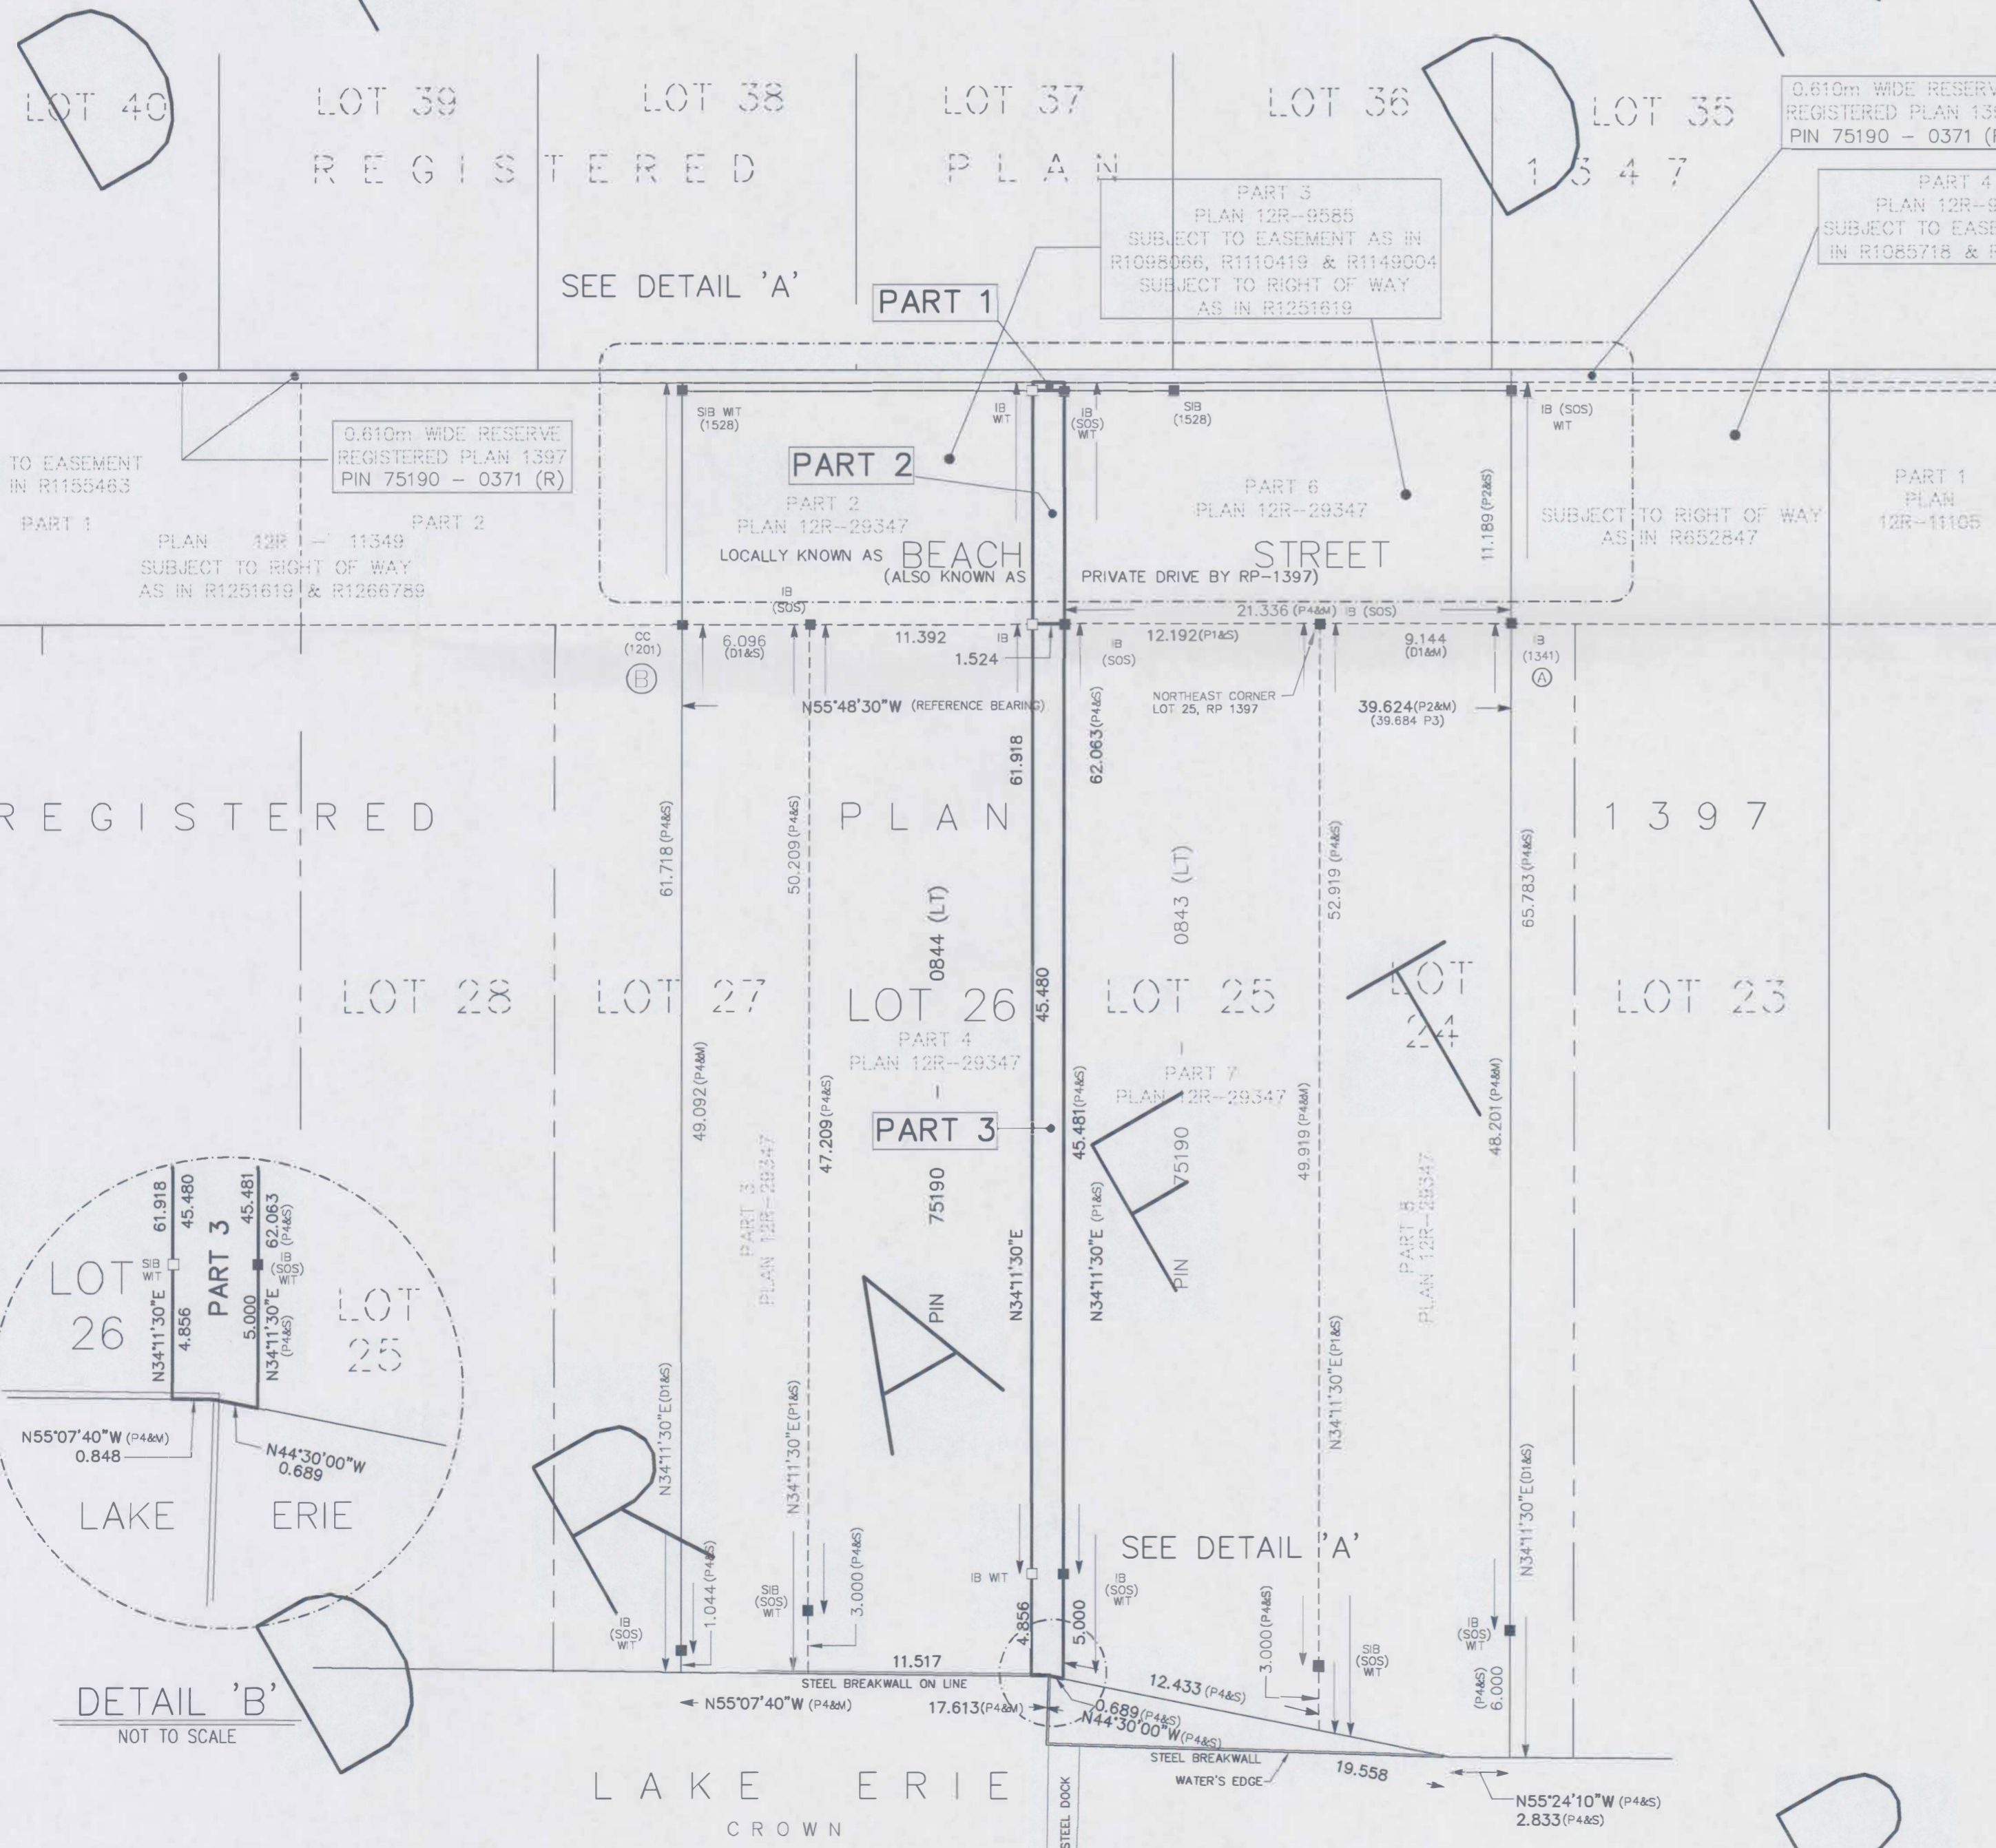 LOT 40
LOT 39
LOT 38
LOT 37
LOT 36
LOT 35
REGISTERED PLAN 1347
0.610m WIDE
REGISTERED PLAN
PIN 75190 - 0371
PART 3
PLAN 12R-9585
SUBJECT TO EASEMENT AS IN
R1098066, R1110419 & R1149004
SUBJECT TO RIGHT OF WAY
AS IN R1251619
PART 4
SUBJECT TO
IN R1085718 &
SEE DETAIL 'A'
PART 1
SIB WIT
(1528)
IB
WIT
IB
(SOS)
WIT
SIB
(1528)
IB (SOS)
WIT
0.610m WIDE RESERVE
REGISTERED PLAN 1397
PIN 75190 - 0371 (R)
TO EASEMENT
IN R1155463
PART 1
PART 2
PLAN 12R - 11349
SUBJECT TO RIGHT OF WAY
AS IN R1251619 & R1266789
PART 2
PART 2
PLAN 12R-29347
PART 6
PLAN 12R-29347
11.189 (P2&S)
SUBJECT TO RIGHT OF WAY
AS IN R652847
PART 1
PLAN
12R-11105
LOCALLY KNOWN AS BEACH STREET
(ALSO KNOWN AS PRIVATE DRIVE BY RP-1397)
IB
(SOS)
21.336 (P4&M) IB (SOS)
CC
(1201)
B
6.096
(D1&S)
11.392
IB
1.524
IB
(SOS)
12.192(P1&S)
9.144
(D1&M)
IB
(1341)
A
N55°48'30"W (REFERENCE BEARING)
NORTHEAST CORNER
LOT 25, RP 1397
39.624(P2&M)
(39.684 P3)
61.918
62.063(P4&S)
REGISTERED PLAN 1397
61.718 (P4&S)
50.209 (P4&S)
52.919 (P4&S)
65.783 (P4&S)
LOT 28
LOT 27
LOT 26
LOT 25
LOT
24
LOT 23
PART 4
PLAN 12R-29347
PART 7
PLAN 12R-29347
PIN 75190 - 0844 (LT)
PIN 75190 - 0843 (LT)
45.480
45.481(P4&S)
49.092 (P4&M)
47.209 (P4&S)
49.919 (P4&M)
48.201 (P4&M)
PART 3
PART 3
PLAN 12R-29347
PART 8
PLAN 12R-29347
N34°11'30"E(D1&S)
N34°11'30"E(P1&S)
N34°11'30"E
N34°11'30"E (P1&S)
N34°11'30"E(P1&S)
N34°11'30"E(D1&S)
61.918
45.480
PART 3
45.481
62.063
(P4&S)
LOT
26
SIB
WIT
IB
(SOS)
WIT
LOT
25
N34°11'30"E
4.856
5.000
N34°11'30"E
(P4&S)
N55°07'40"W (P4&M)
0.848
N44°30'00"W
0.689
LAKE ERIE
DETAIL 'B'
NOT TO SCALE
SEE DETAIL 'A'
IB
(SOS)
WIT
1.044 (P4&S)
SIB
(SOS)
WIT
3.000 (P4&S)
IB WIT
4.856
5.000
IB
(SOS)
WIT
3.000 (P4&S)
SIB
(SOS)
WIT
IB
(SOS)
WIT
(P4&S)
6.000
11.517
STEEL BREAKWALL ON LINE
N55°07'40"W (P4&M)
17.613(P4&M)
12.433 (P4&S)
0.689 (P4&S)
N44°30'00"W (P4&S)
STEEL BREAKWALL
WATER'S EDGE
19.558
N55°24'10"W (P4&S)
2.833 (P4&S)
STEEL DOCK
LAKE ERIE
CROWN
D R A F T
D
D